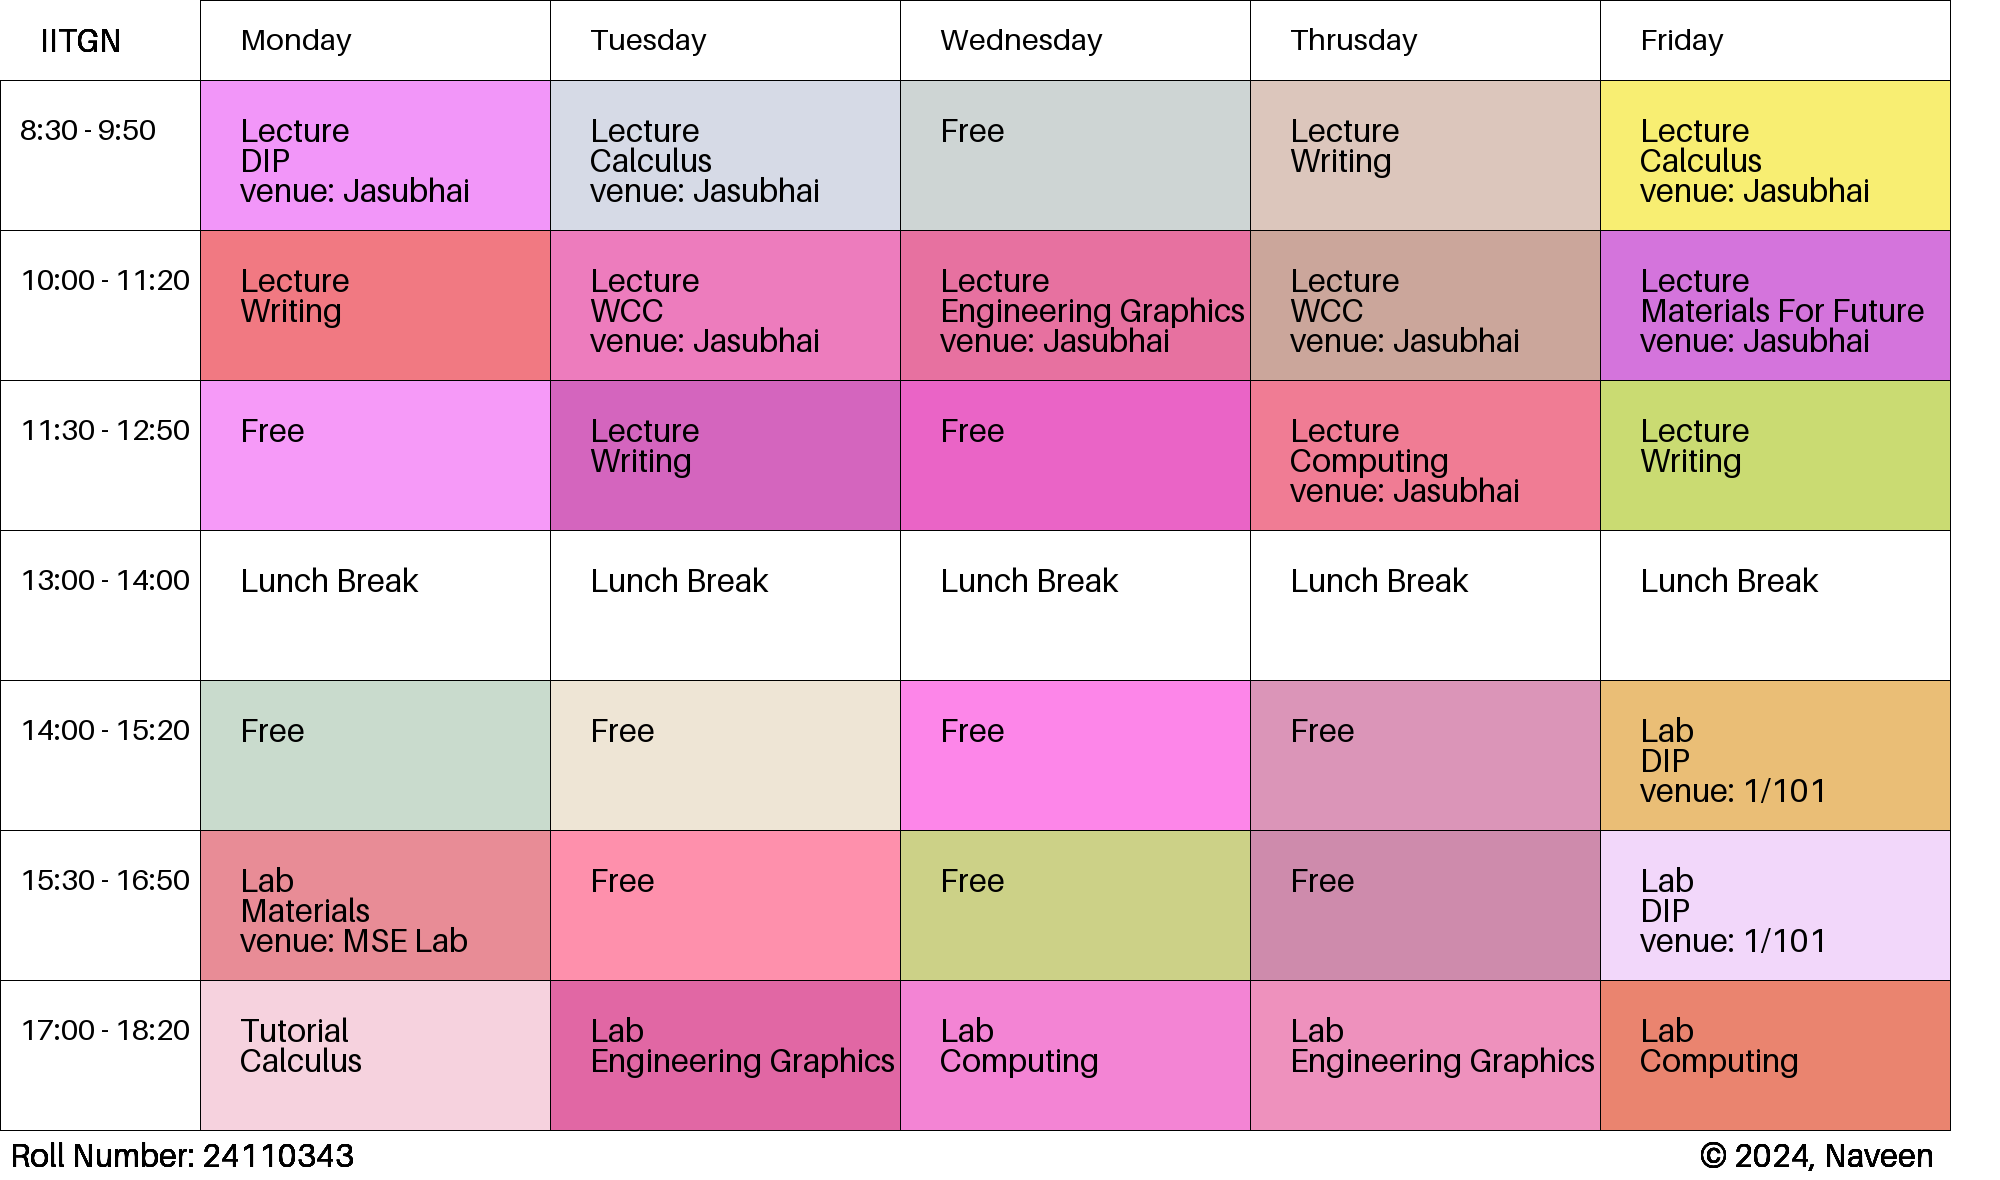 IITGN
Monday
Tuesday
Wednesday
Thrusday
Friday
8:30 - 9:50
Lecture
DIP
venue: Jasubhai
Lecture
Calculus
venue: Jasubhai
Free
Lecture
Writing
Lecture
Calculus
venue: Jasubhai
10:00 - 11:20
Lecture
Writing
Lecture
WCC
venue: Jasubhai
Lecture
Engineering Graphics
venue: Jasubhai
Lecture
WCC
venue: Jasubhai
Lecture
Materials For Future
venue: Jasubhai
11:30 - 12:50
Free
Lecture
Writing
Free
Lecture
Computing
venue: Jasubhai
Lecture
Writing
13:00 - 14:00
Lunch Break
Lunch Break
Lunch Break
Lunch Break
Lunch Break
14:00 - 15:20
Free
Free
Free
Free
Lab
DIP
venue: 1/101
15:30 - 16:50
Lab
Materials
venue: MSE Lab
Free
Free
Free
Lab
DIP
venue: 1/101
17:00 - 18:20
Tutorial
Calculus
Lab
Engineering Graphics
Lab
Computing
Lab
Engineering Graphics
Lab
Computing
Roll Number: 24110343
© 2024, Naveen